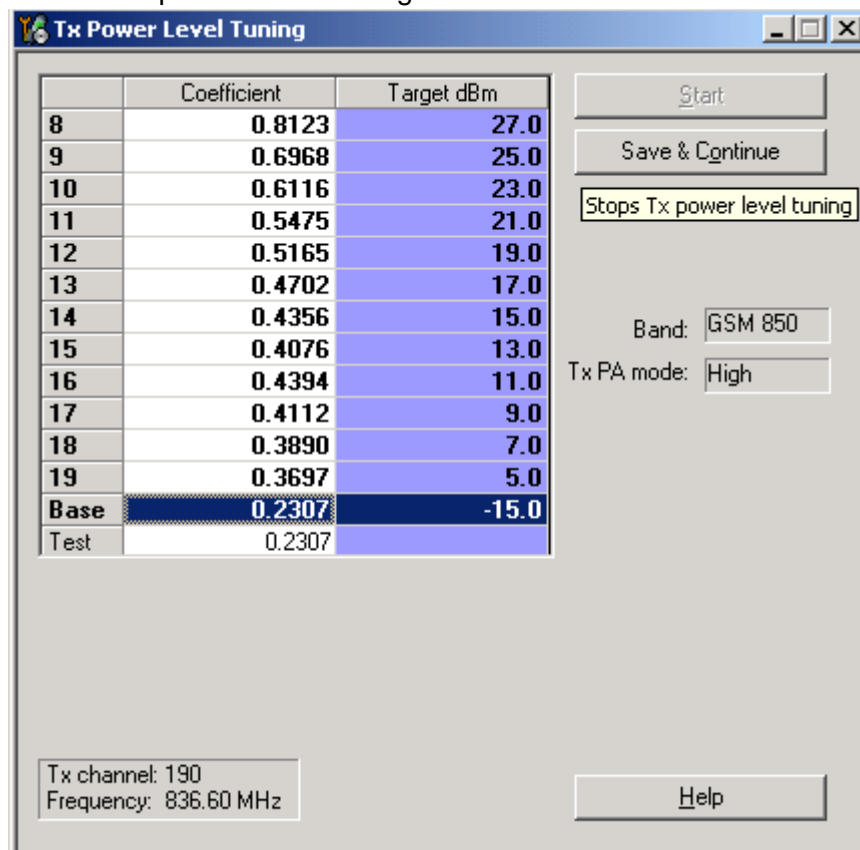 Tx Power Level Tuning
Coefficient Target dBm
8 0.8123 27.0
9 0.6968 25.0
10 0.6116 23.0
11 0.5475 21.0
12 0.5165 19.0
13 0.4702 17.0
14 0.4356 15.0
15 0.4076 13.0
16 0.4394 11.0
17 0.4112 9.0
18 0.3890 7.0
19 0.3697 5.0
Base 0.2307 -15.0
Test 0.2307
Start
Save & Continue
Stops Tx power level tuning
Band: GSM 850
Tx PA mode: High
Tx channel: 190
Frequency: 836.60 MHz
Help